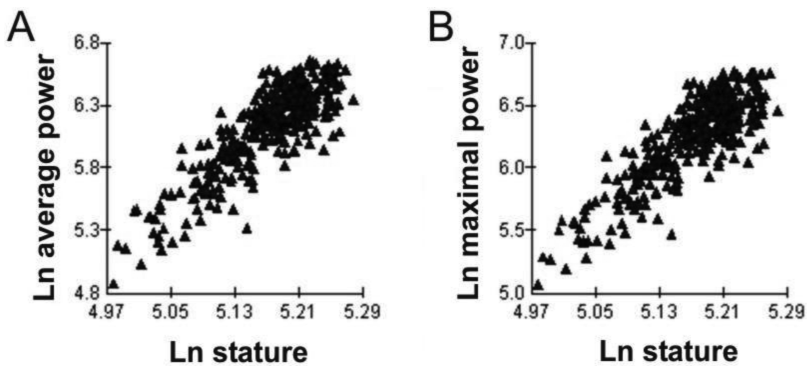 A
Ln average power
6.8
6.3
5.8
5.3
4.8
4.97 5.05 5.13 5.21 5.29
Ln stature
B
Ln maximal power
7.0
6.5
6.0
5.5
5.0
4.97 5.05 5.13 5.21 5.29
Ln stature